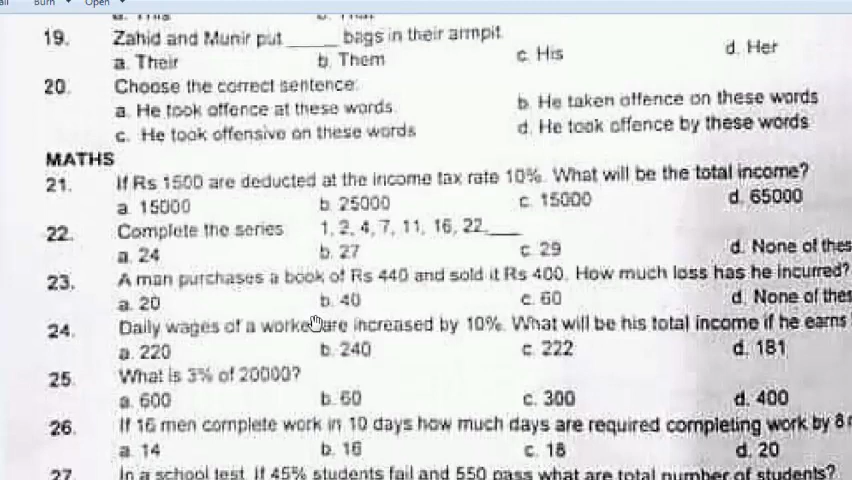 Burn Open
19. Zahid and Munir put ______ bags in their armpit
a. Their b. Them c. His d. Her
20. Choose the correct sentence:
a. He took offence at these words b. He taken offence on these words
c. He took offensive on these words d. He took offence by these words
MATHS
21. If Rs 1500 are deducted at the income tax rate 10%. What will be the total income?
a. 15000 b. 25000 c. 15000 d. 65000
22. Complete the series 1, 2, 4, 7, 11, 16, 22,___
a. 24 b. 27 c. 29 d. None of thes
23. A man purchases a book of Rs 440 and sold it Rs 400. How much loss has he incurred?
a. 20 b. 40 c. 60 d. None of thes
24. Daily wages of a worker are increased by 10%. What will be his total income if he earns
a. 220 b. 240 c. 222 d. 181
25. What is 3% of 20000?
a. 600 b. 60 c. 300 d. 400
26. If 16 men complete work in 10 days how much days are required completing work by 8
a. 14 b. 16 c. 18 d. 20
27. In a school test. If 45% students fail and 550 pass what are total number of students?